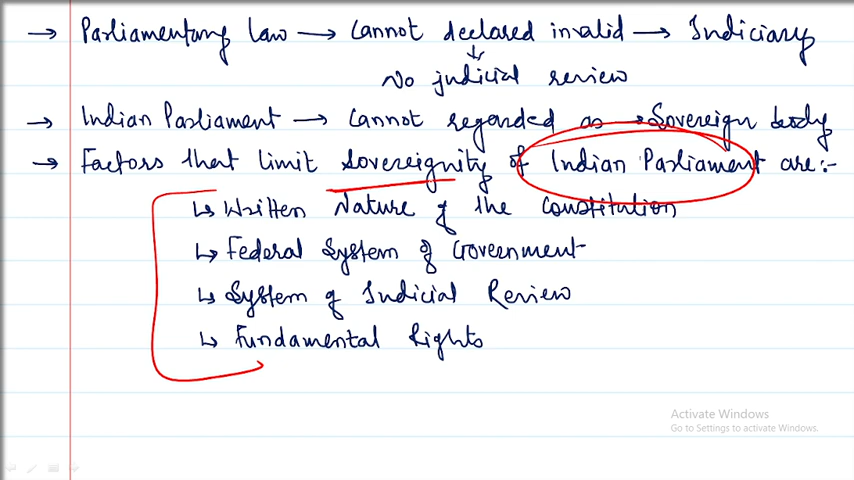 → Parliamentary law → Cannot declared invalid → Judiciary
↓
No judicial review
→ Indian Parliament → Cannot regarded as → Sovereign body
→ Factors that limit Sovereignity of Indian Parliament are:-
↳ Written Nature of the Constitution
↳ Federal System of Government
↳ System of Judicial Review
↳ Fundamental Rights
Activate Windows
Go to Settings to activate Windows.